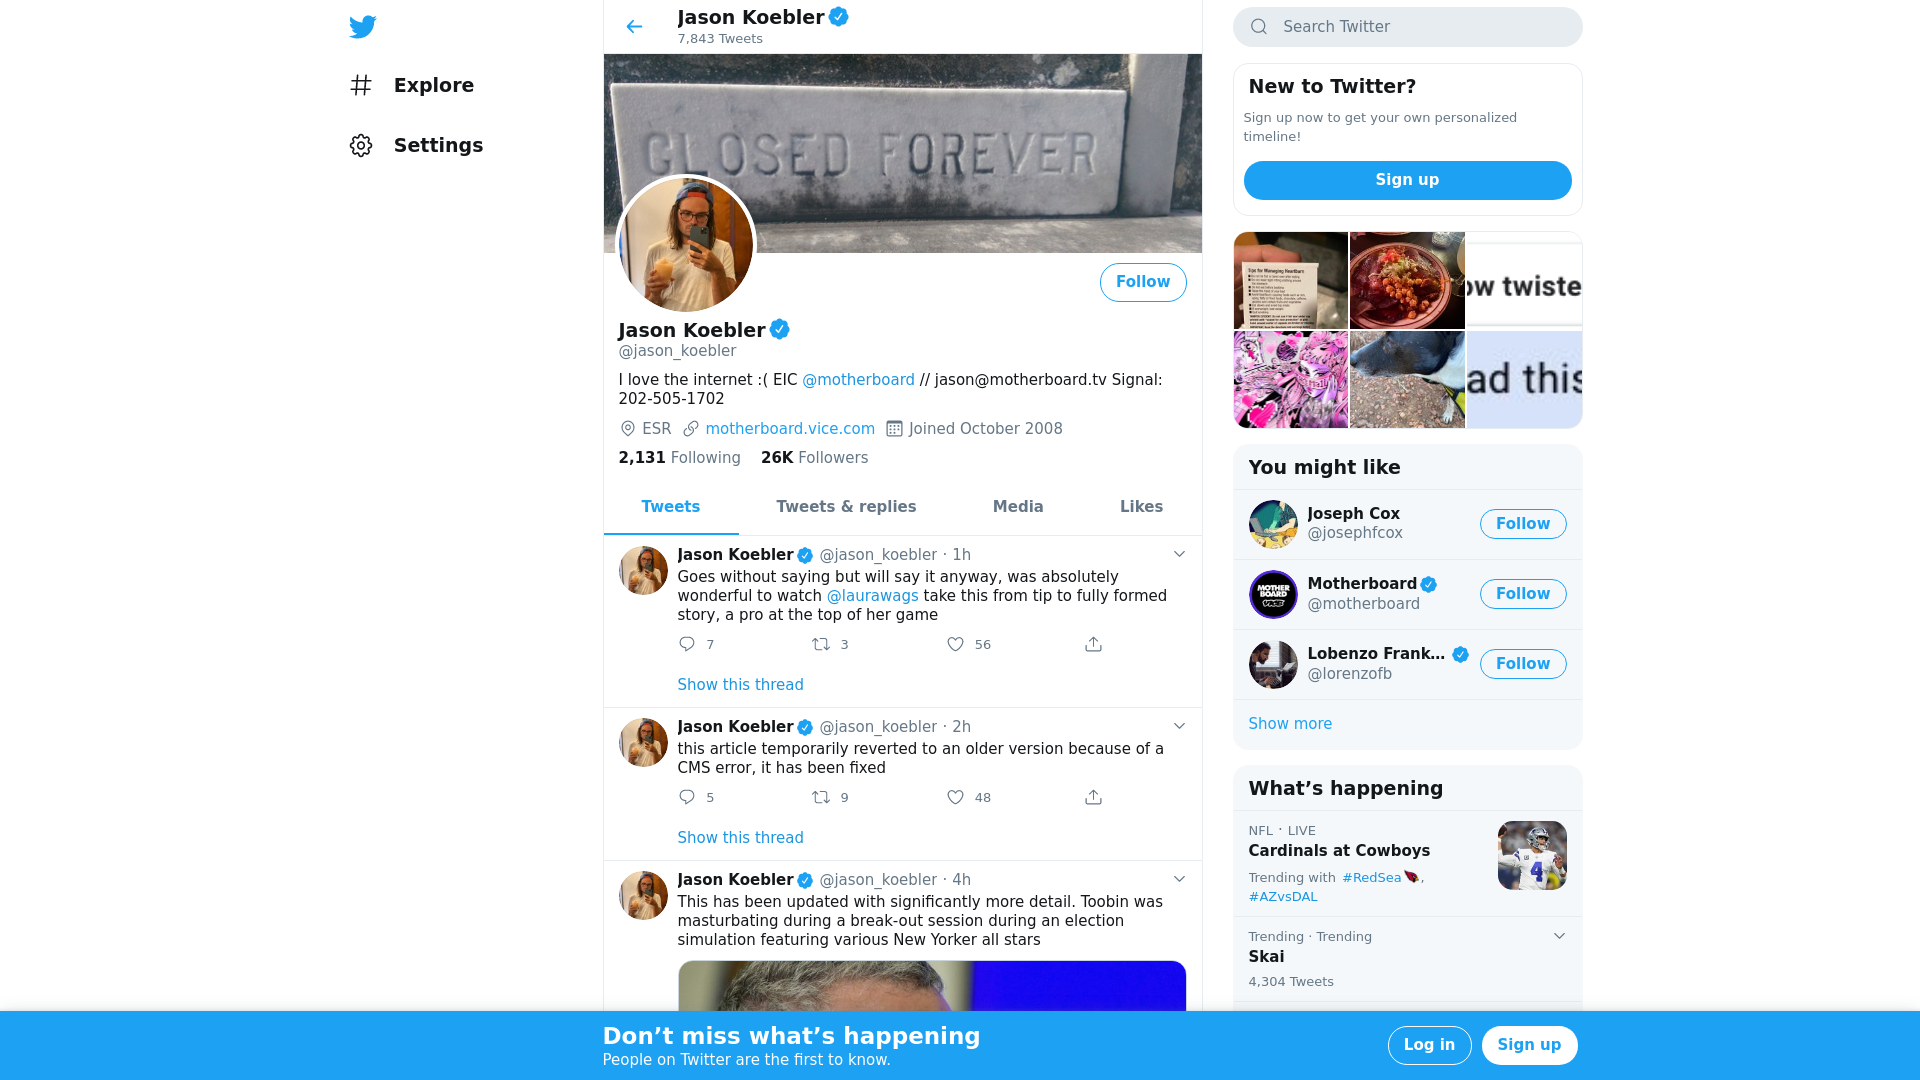 Explore
Settings
Jason Koebler
7,843 Tweets
CLOSED FOREVER
Follow
Jason Koebler
@jason_koebler
I love the internet :( EIC @motherboard // jason@motherboard.tv Signal:
202-505-1702
ESR motherboard.vice.com Joined October 2008
2,131 Following 26K Followers
Tweets Tweets & replies Media Likes
Jason Koebler @jason_koebler · 1h
Goes without saying but will say it anyway, was absolutely
wonderful to watch @laurawags take this from tip to fully formed
story, a pro at the top of her game
7 3 56
Show this thread
Jason Koebler @jason_koebler · 2h
this article temporarily reverted to an older version because of a
CMS error, it has been fixed
5 9 48
Show this thread
Jason Koebler @jason_koebler · 4h
This has been updated with significantly more detail. Toobin was
masturbating during a break-out session during an election
simulation featuring various New Yorker all stars
Search Twitter
New to Twitter?
Sign up now to get your own personalized
timeline!
Sign up
Tips for Managing Heartburn
ow twiste
ad this
You might like
Joseph Cox
@josephfcox
Follow
Motherboard
@motherboard
Follow
MOTHER
BOARD
VICE
Lobenzo Frank...
@lorenzofb
Follow
Show more
What’s happening
NFL · LIVE
Cardinals at Cowboys
Trending with #RedSea,
#AZvsDAL
4
Trending · Trending
Skai
4,304 Tweets
Don’t miss what’s happening
People on Twitter are the first to know.
Log in
Sign up